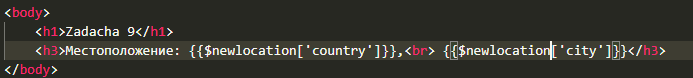 <body>
<h1>Zadacha 9</h1>
<h3>Местоположение: {{$newlocation['country']}},<br> {{$newlocation['city']}}</h3>
</body>